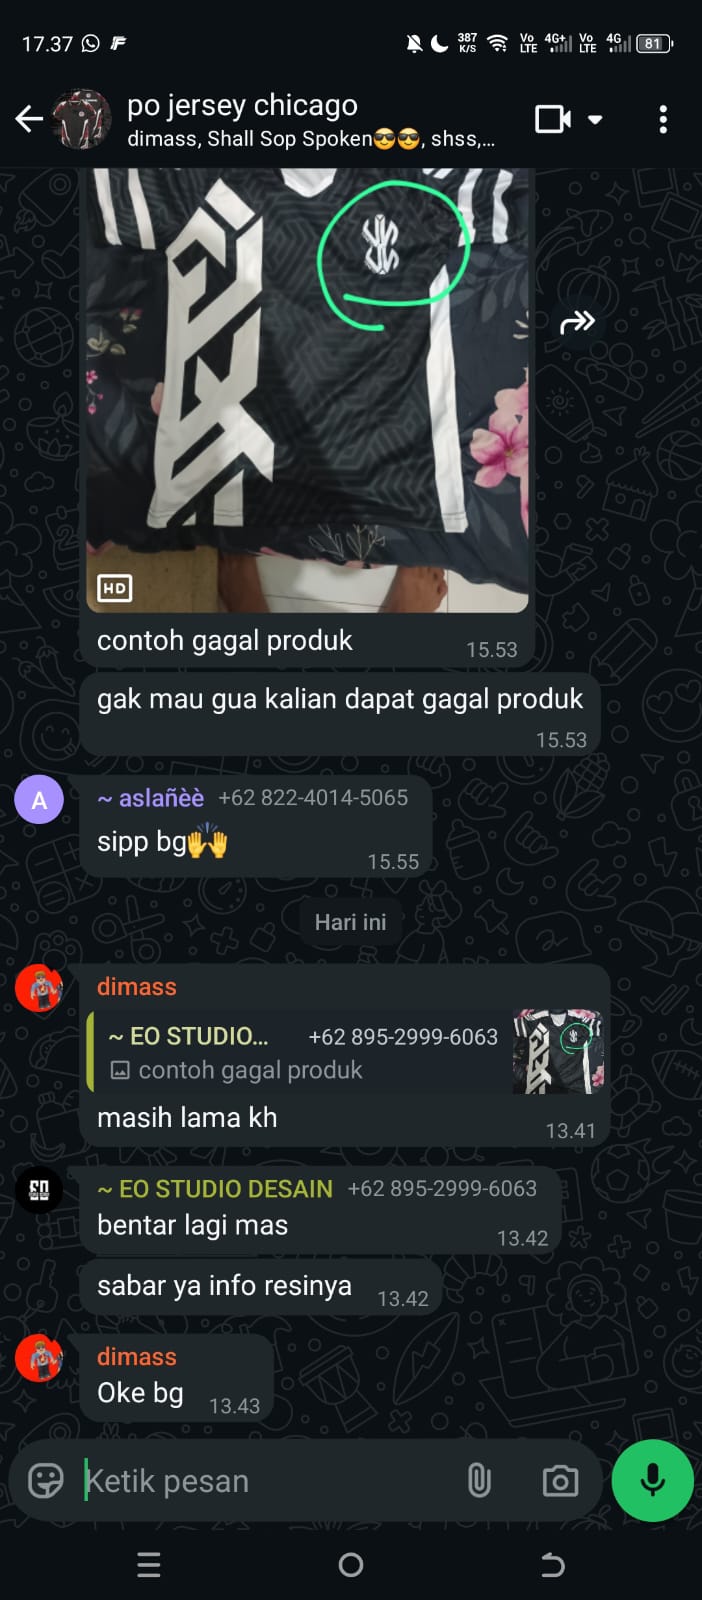 17.37
387
K/S
Vo
LTE
4G+
Vo
LTE
4G
81
po jersey chicago
dimass, Shall Sop Spoken😎😎, shss,...
HD
contoh gagal produk
15.53
gak mau gua kalian dapat gagal produk
15.53
A
~ aslañèè +62 822-4014-5065
sipp bg🙌
15.55
Hari ini
dimass
~ EO STUDIO... +62 895-2999-6063
contoh gagal produk
masih lama kh
13.41
~ EO STUDIO DESAIN +62 895-2999-6063
bentar lagi mas
13.42
sabar ya info resinya
13.42
dimass
Oke bg
13.43
Ketik pesan